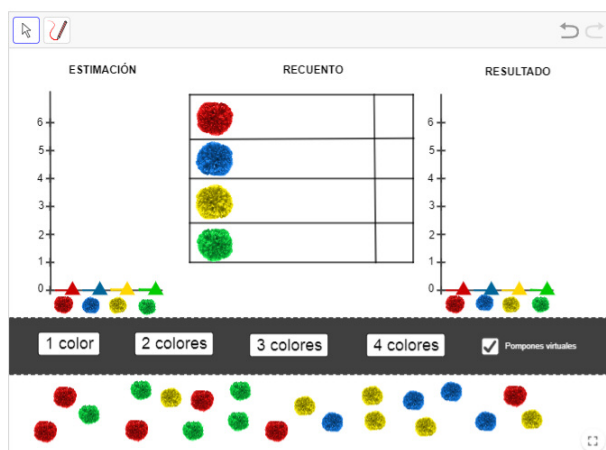 ESTIMACIÓN
RECUENTO
RESULTADO
6
5
4
3
2
1
0
6
5
4
3
2
1
0
1 color
2 colores
3 colores
4 colores
Pompones virtuales